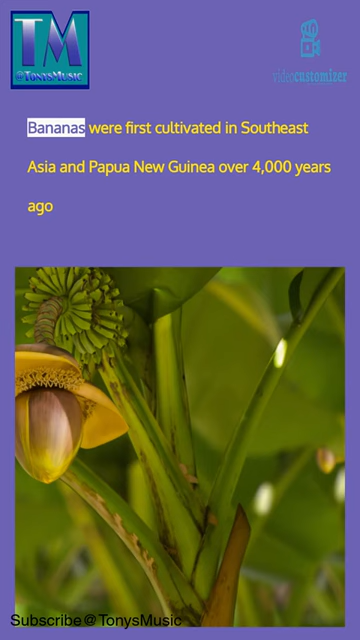 TM
@TonysMusic
videocustomizer
Bananas were first cultivated in Southeast
Asia and Papua New Guinea over 4,000 years
ago
Subscribe@TonysMusic